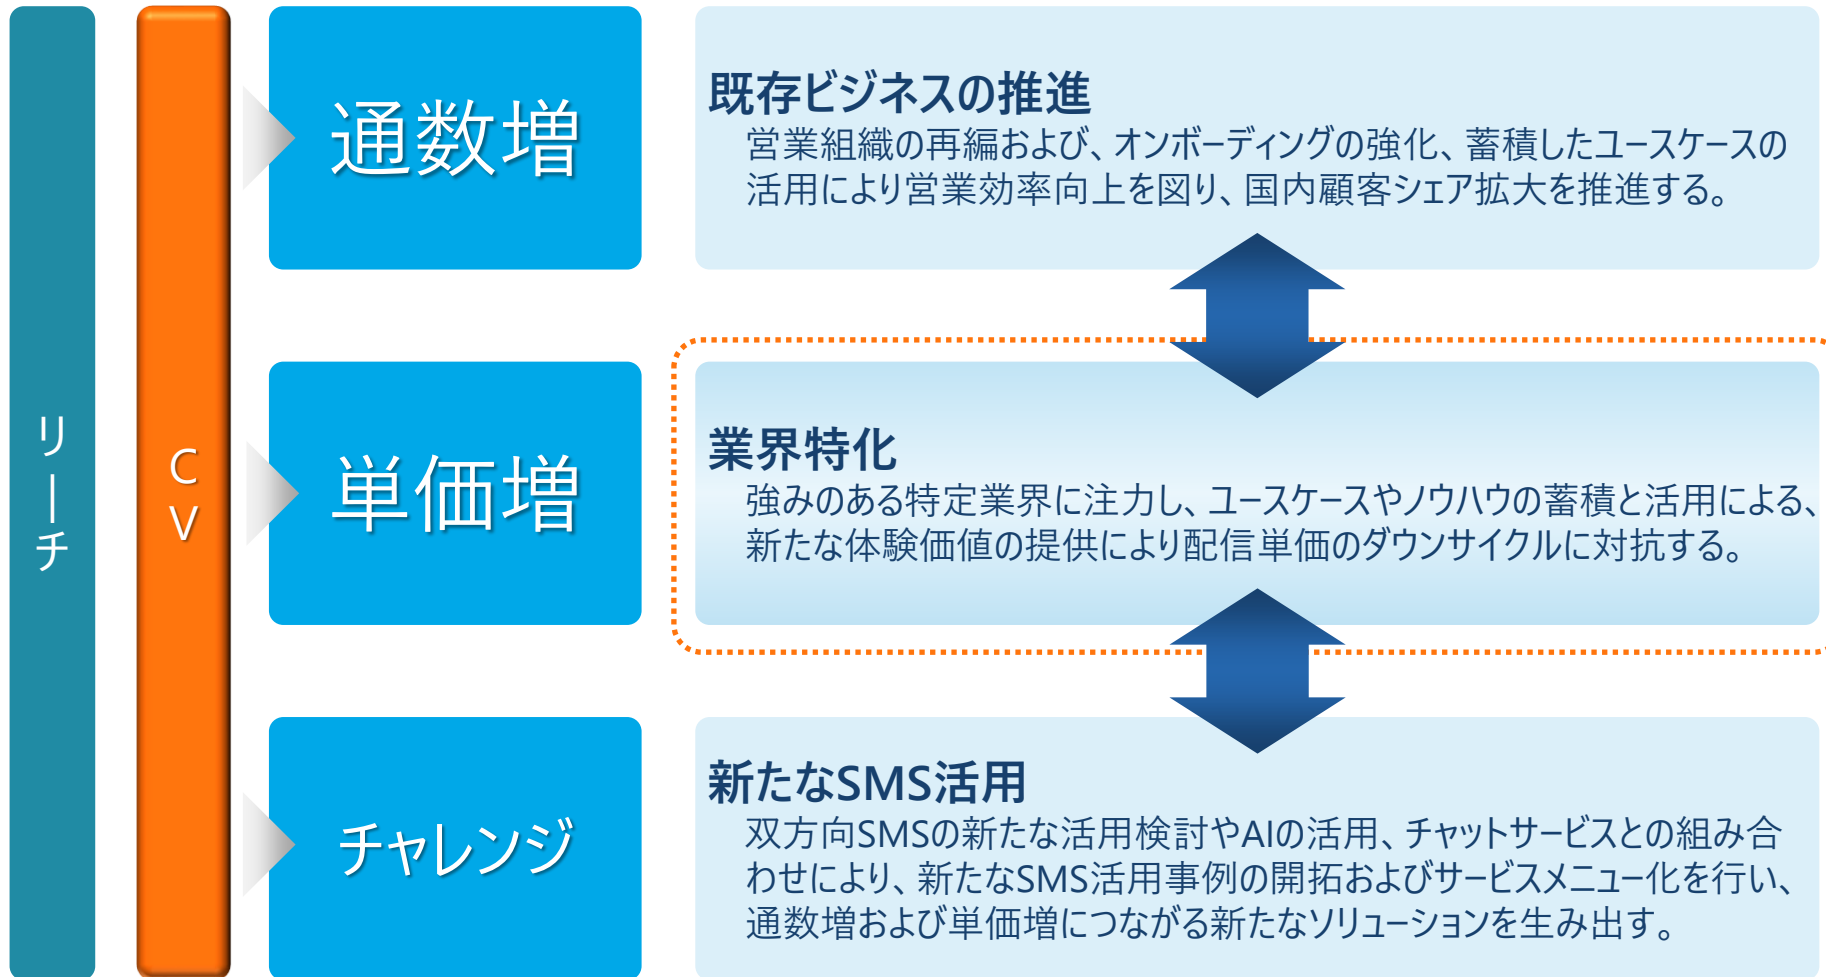 リーチ
CV
通数増
既存ビジネスの推進
営業組織の再編および、オンボーディングの強化、蓄積したユースケースの
活用により営業効率向上を図り、国内顧客シェア拡大を推進する。
単価増
業界特化
強みのある特定業界に注力し、ユースケースやノウハウの蓄積と活用による、
新たな体験価値の提供により配信単価のダウンサイクルに対抗する。
チャレンジ
新たなSMS活用
双方向SMSの新たな活用検討やAIの活用、チャットサービスとの組み合
わせにより、新たなSMS活用事例の開拓およびサービスメニュー化を行い、
通数増および単価増につながる新たなソリューションを生み出す。